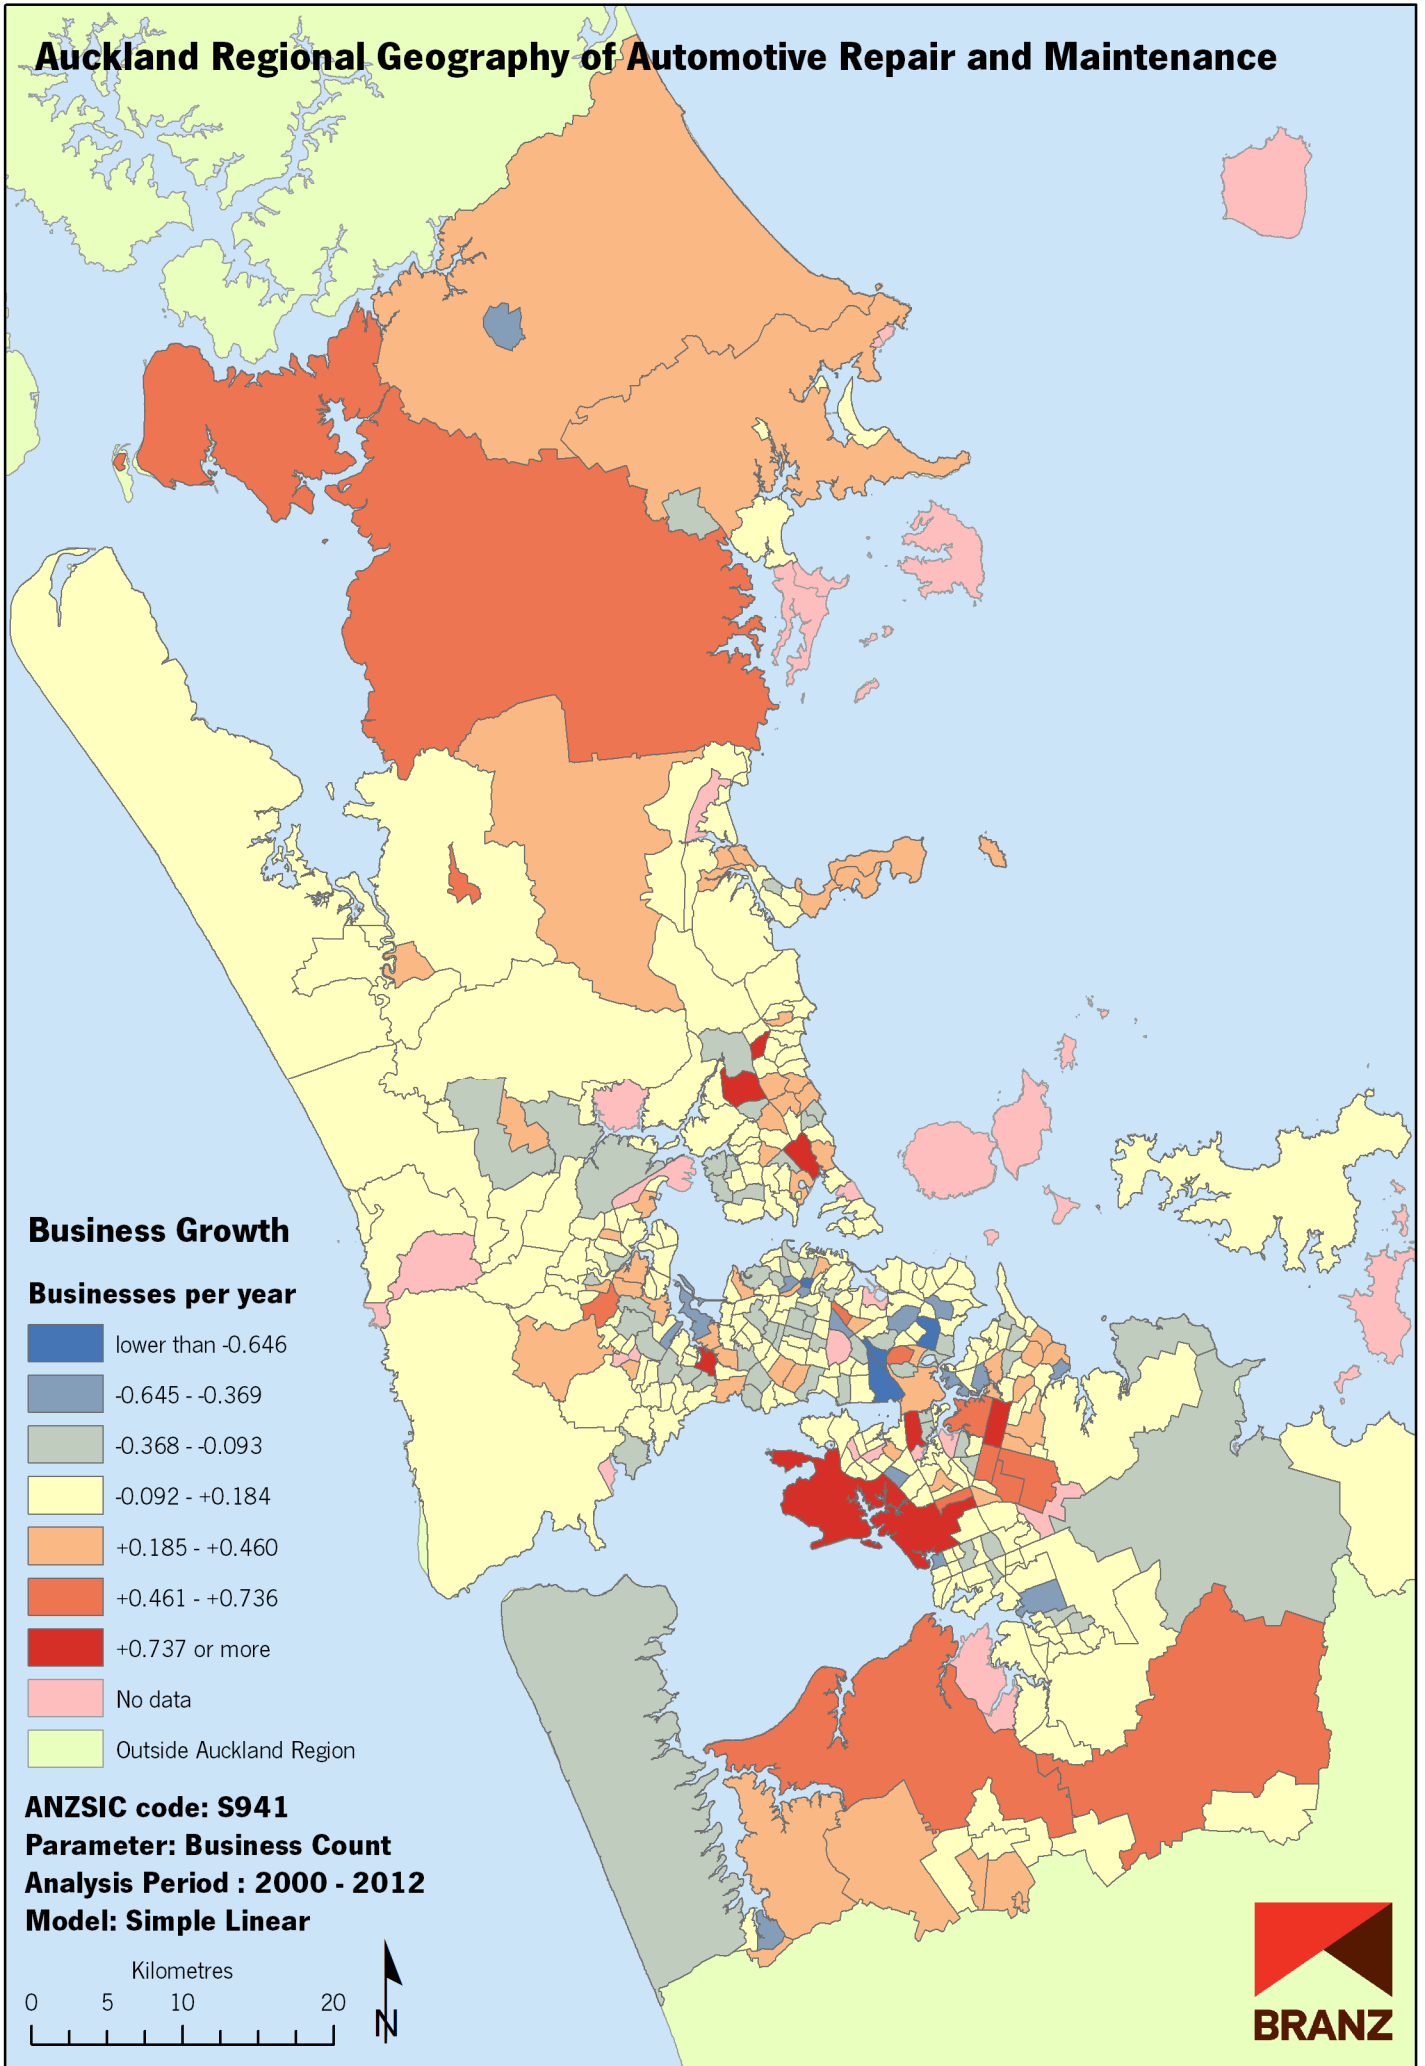 Auckland Regional Geography of Automotive Repair and Maintenance
Business Growth
Businesses per year
lower than -0.646
-0.645 - -0.369
-0.368 - -0.093
-0.092 - +0.184
+0.185 - +0.460
+0.461 - +0.736
+0.737 or more
No data
Outside Auckland Region
ANZSIC code: S941
Parameter: Business Count
Analysis Period : 2000 - 2012
Model: Simple Linear
Kilometres
0 5 10 20
N
BRANZ